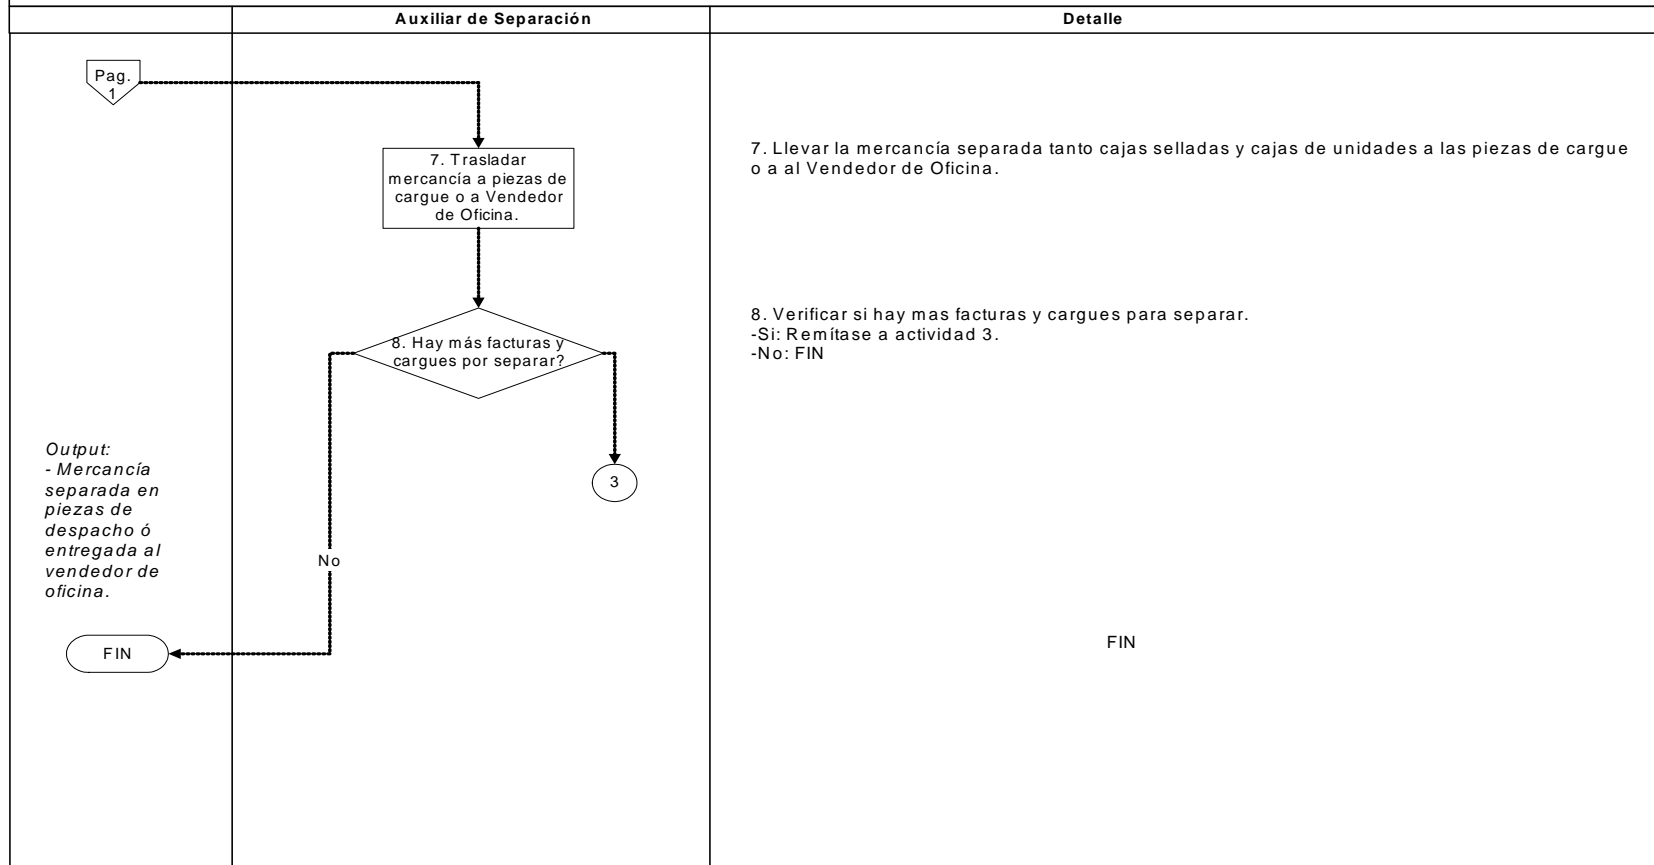 Auxiliar de Separación
Detalle
Pag.
1
7. Trasladar
mercancía a piezas de
cargue o a Vendedor
de Oficina.
7. Llevar la mercancía separada tanto cajas selladas y cajas de unidades a las piezas de cargue
o a al Vendedor de Oficina.
8. Hay más facturas y
cargues por separar?
8. Verificar si hay mas facturas y cargues para separar.
-Si: Remítase a actividad 3.
-No: FIN
Output:
- Mercancía
separada en
piezas de
despacho ó
entregada al
vendedor de
oficina.
3
No
FIN
FIN